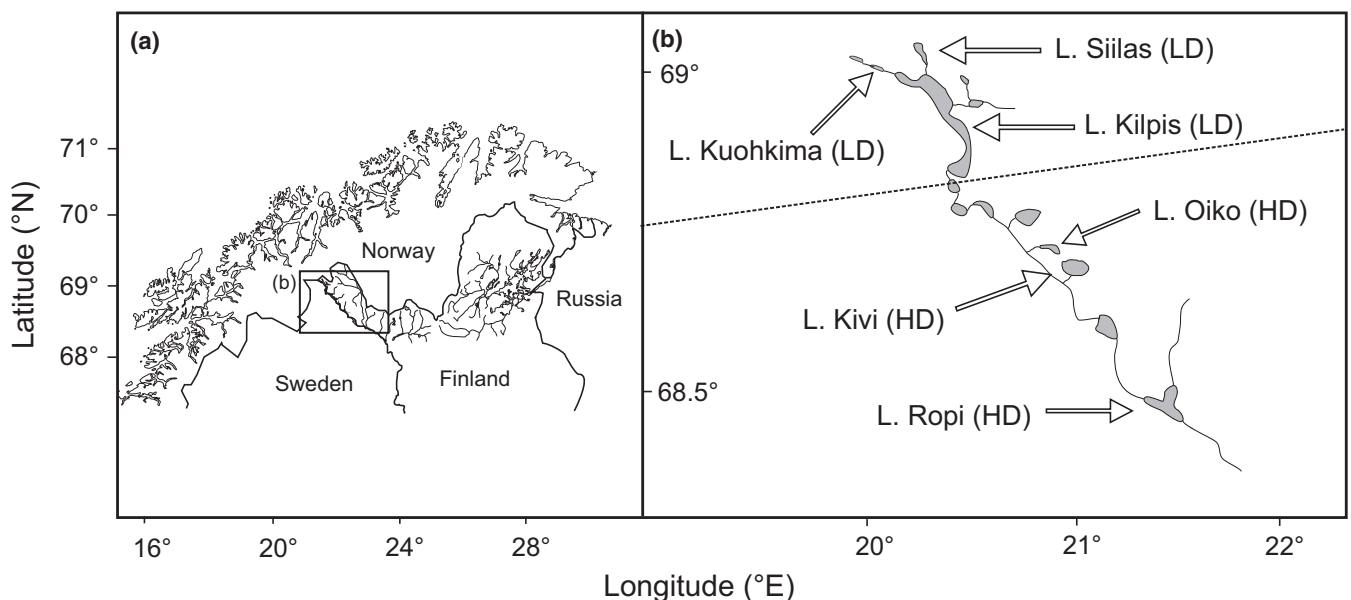 (a)
71°
70°
69°
68°
Latitude (°N)
Norway
(b)
Russia
Sweden
Finland
16°
20°
24°
28°
(b)
69°
68.5°
L. Siilas (LD)
L. Kilpis (LD)
L. Kuohkima (LD)
L. Oiko (HD)
L. Kivi (HD)
L. Ropi (HD)
20°
21°
22°
Longitude (°E)